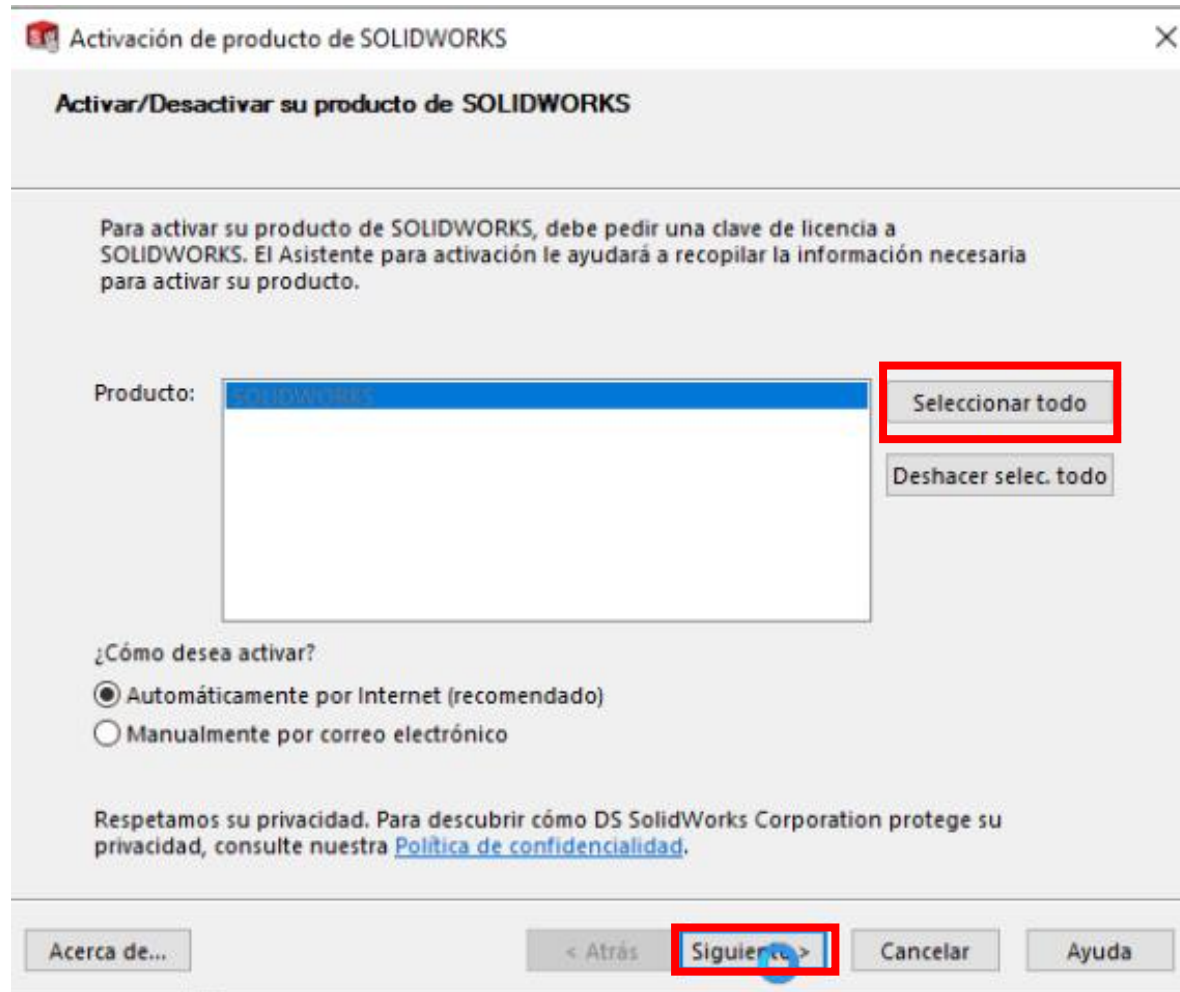 Activación de producto de SOLIDWORKS
Activar/Desactivar su producto de SOLIDWORKS
Para activar su producto de SOLIDWORKS, debe pedir una clave de licencia a
SOLIDWORKS. El Asistente para activación le ayudará a recopilar la información necesaria
para activar su producto.
Producto:
SOLIDWORKS
Seleccionar todo
Deshacer selec. todo
¿Cómo desea activar?
Automáticamente por Internet (recomendado)
Manualmente por correo electrónico
Respetamos su privacidad. Para descubrir cómo DS SolidWorks Corporation protege su
privacidad, consulte nuestra Política de confidencialidad.
Acerca de...
< Atrás
Siguiente >
Cancelar
Ayuda